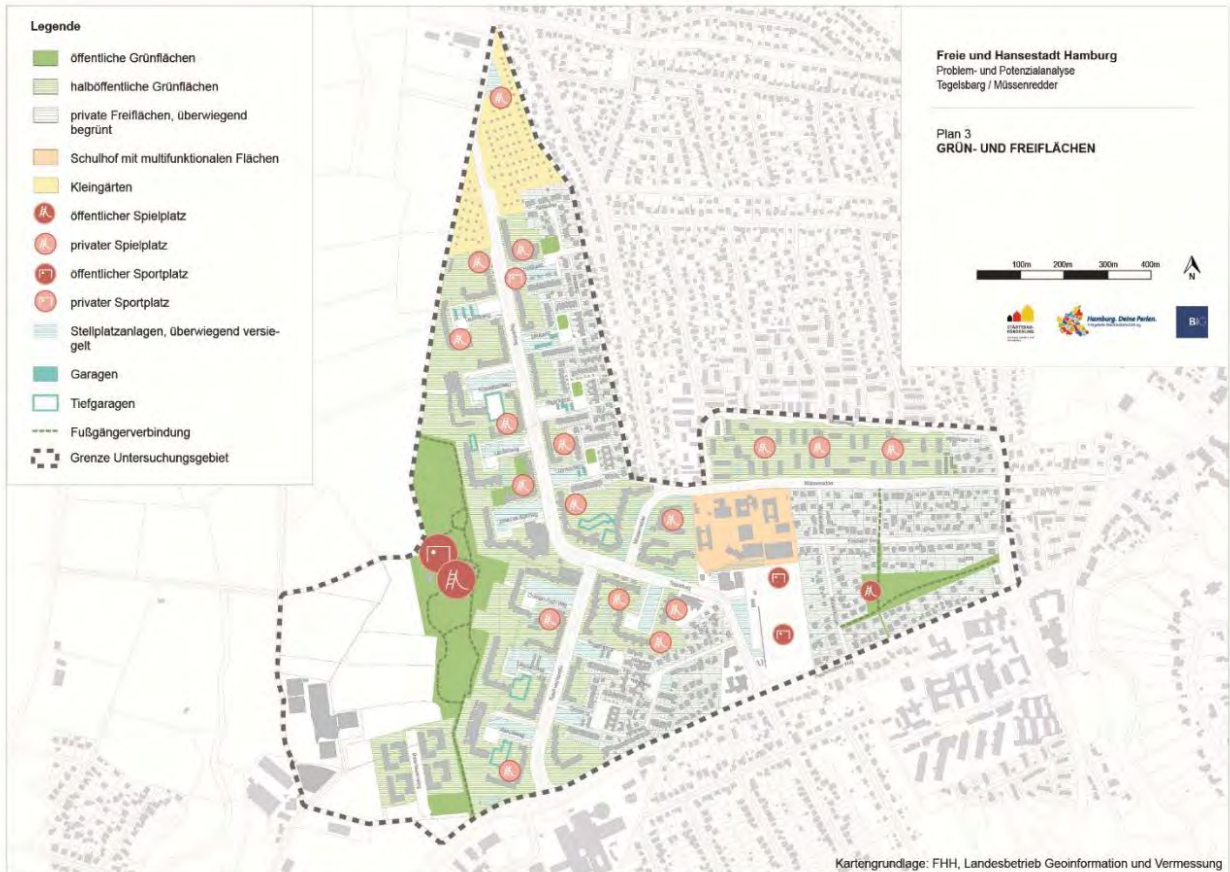 Legende
öffentliche Grünflächen
halböffentliche Grünflächen
private Freiflächen, überwiegend
begrünt
Schulhof mit multifunktionalen Flächen
Kleingärten
öffentlicher Spielplatz
privater Spielplatz
öffentlicher Sportplatz
privater Sportplatz
Stellplatzanlagen, überwiegend versie-
gelt
Garagen
Tiefgaragen
Fußgängerverbindung
Grenze Untersuchungsgebiet
Freie und Hansestadt Hamburg
Problem- und Potenzialanalyse
Tegelsbarg / Müssenredder
Plan 3
GRÜN- UND FREIFLÄCHEN
100m 200m 300m 400m
N
STÄDTEBAU-
FÖRDERUNG
Hamburg. Deine Perlen.
BIG
Müssenredder
Kartengrundlage: FHH, Landesbetrieb Geoinformation und Vermessung